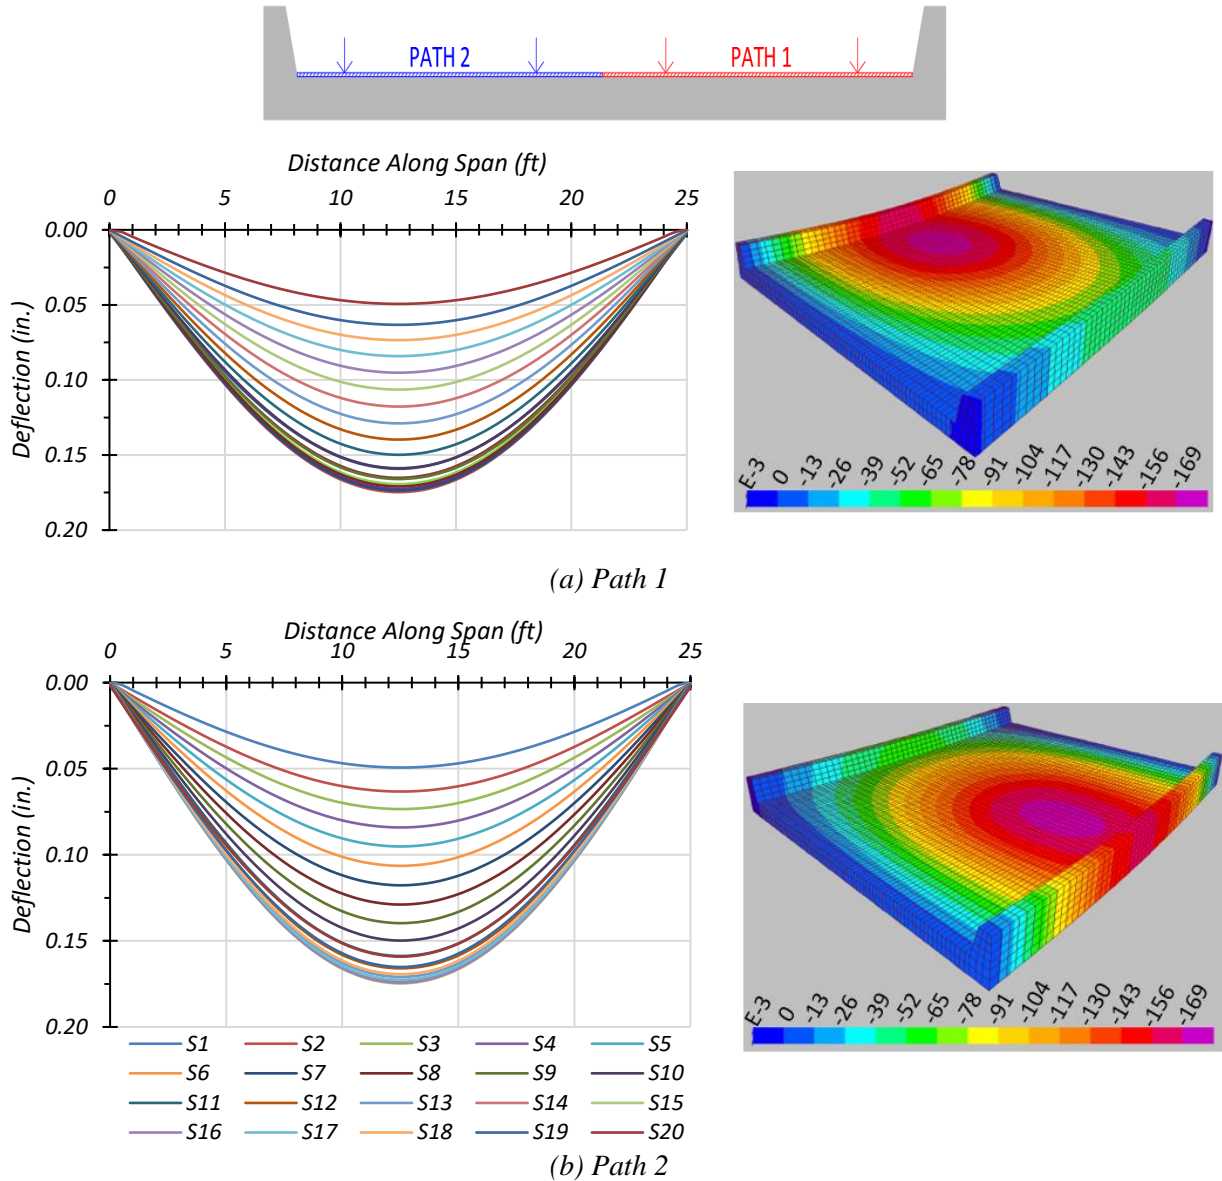 PATH 2 PATH 1
Distance Along Span (ft)
0 5 10 15 20 25
0.00
0.05
0.10
0.15
0.20
Deflection (in.)
E-3 0 -13 -26 -39 -52 -65 -78 -91 -104 -117 -130 -143 -156 -169
(a) Path 1
Distance Along Span (ft)
0 5 10 15 20 25
0.00
0.05
0.10
0.15
0.20
Deflection (in.)
E-3 0 -13 -26 -39 -52 -65 -78 -91 -104 -117 -130 -143 -156 -169
S1 S2 S3 S4 S5
S6 S7 S8 S9 S10
S11 S12 S13 S14 S15
S16 S17 S18 S19 S20
(b) Path 2